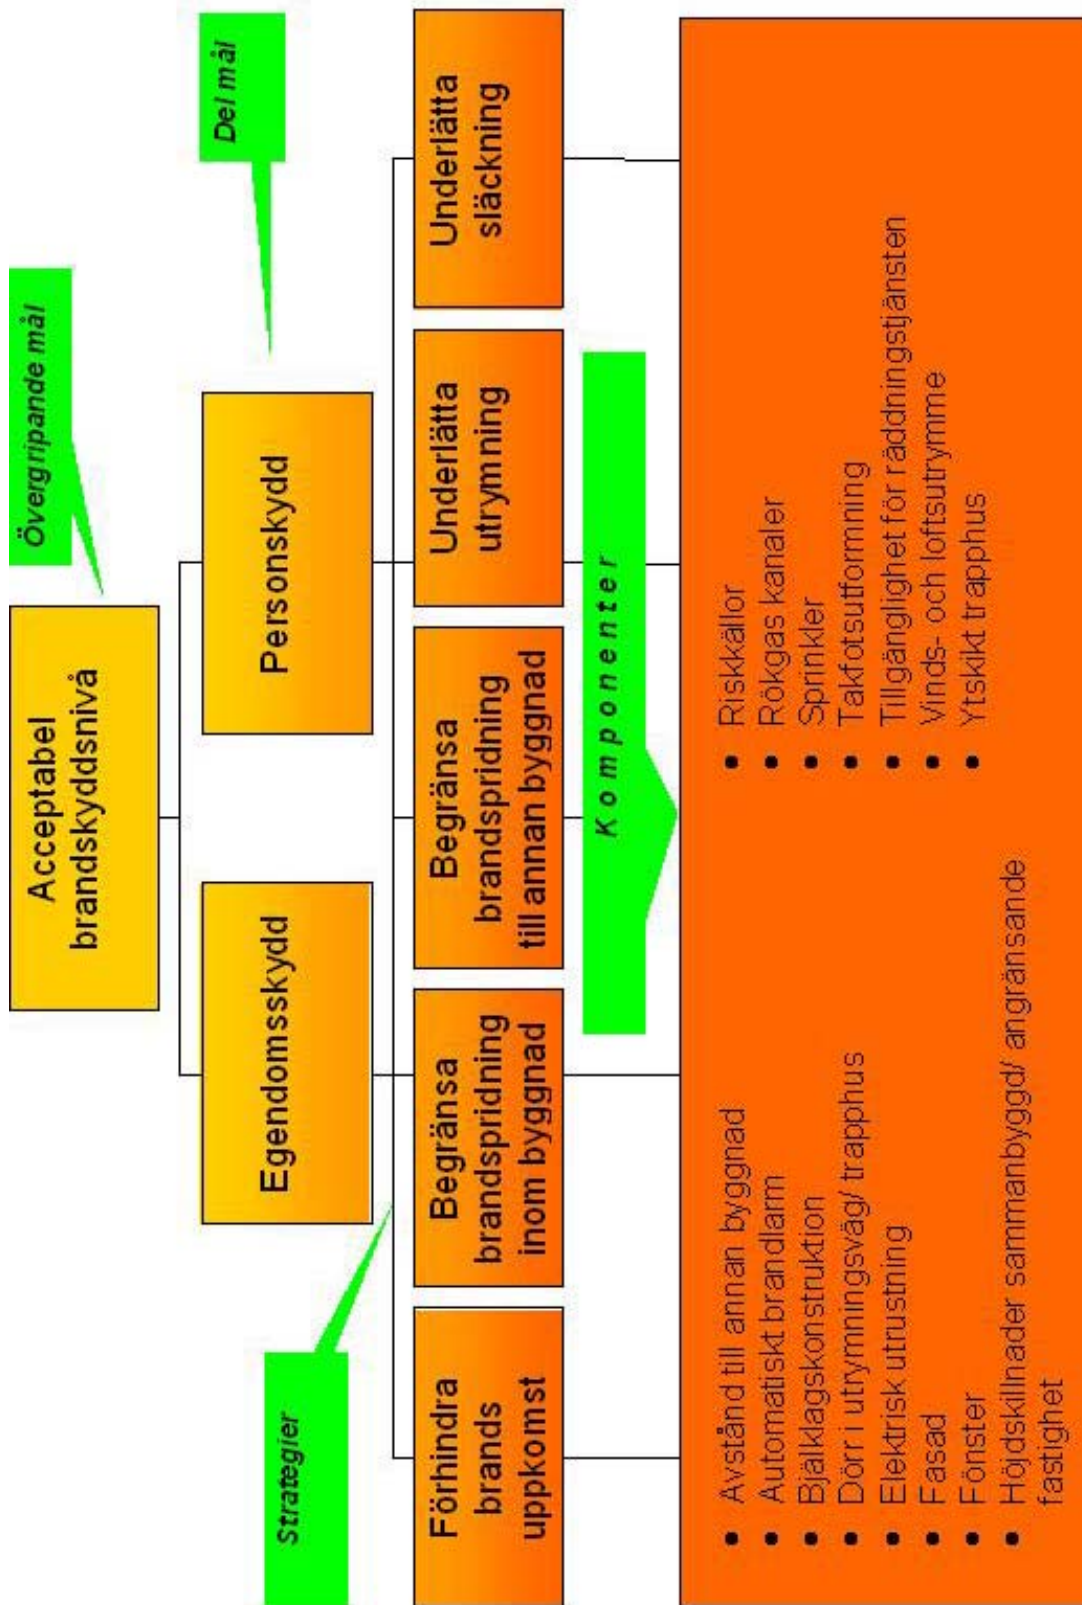 Övergripande mål
Acceptabel
brandskyddsnivå
Del mål
Egendomsskydd
Personskydd
Strategier
Förhindra
brands
uppkomst
Begränsa
brandspridning
inom byggnad
Begränsa
brandspridning
till annan byggnad
Underlätta
utrymning
Underlätta
släckning
Komponenter
• Avstånd till annan byggnad
• Automatiskt brandlarm
• Bjälklagskonstruktion
• Dörr i utrymningsväg/ trapphus
• Elektrisk utrustning
• Fasad
• Fönster
• Höjdskillnader sammanbyggd/ angränsande
fastighet
• Riskkällor
• Rökgas kanaler
• Sprinkler
• Takfotsutformning
• Tillgänglighet för räddningstjänsten
• Vinds- och loftsutrymme
• Ytskikt trapphus